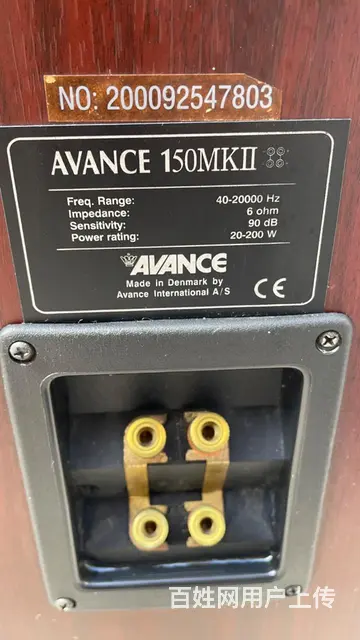 NO: 200092547803
AVANCE 150MKII
Freq. Range: 40-20000 Hz
Impedance: 6 ohm
Sensitivity: 90 dB
Power rating: 20-200 W
AVANCE
Made in Denmark by
Avance International A/S
CE
百姓网用户上传